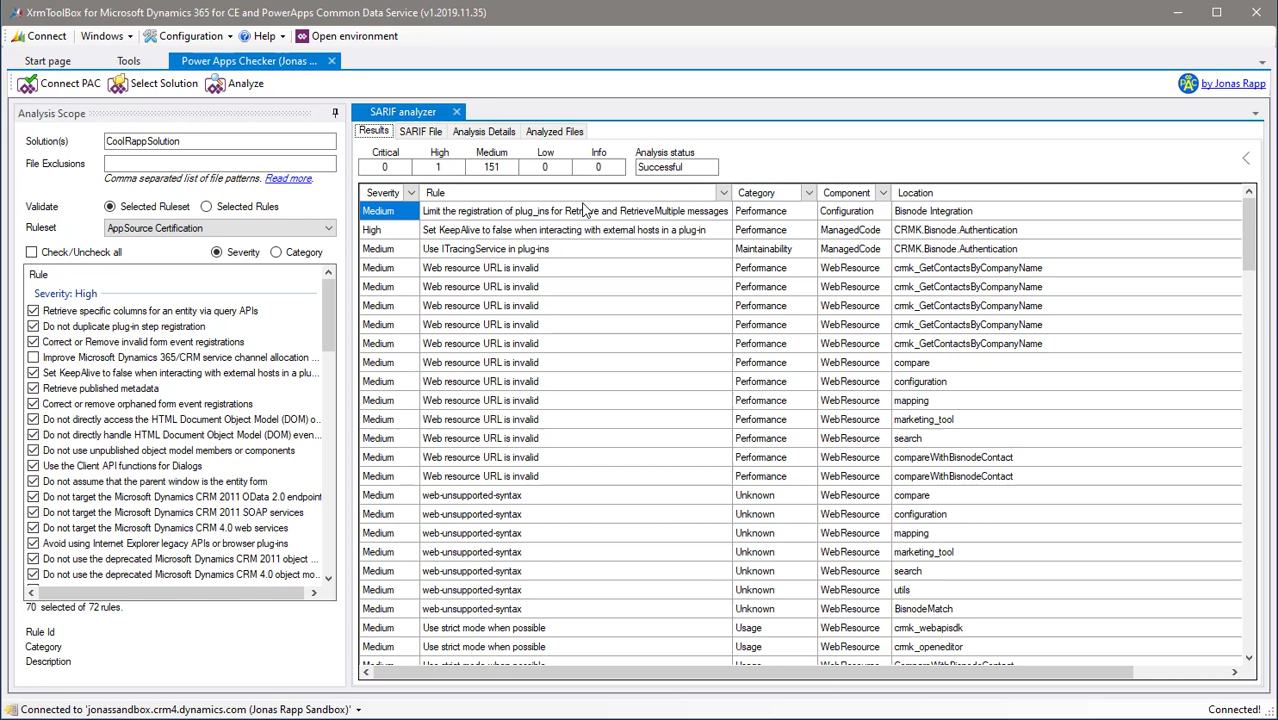 XrmToolBox for Microsoft Dynamics 365 for CE and PowerApps Common Data Service (v1.2019.11.35)
Connect Windows Configuration Help Open environment
Start page Tools Power Apps Checker (Jonas ...
Connect PAC Select Solution Analyze
by Jonas Rapp
Analysis Scope
Solution(s) CoolRappSolution
File Exclusions
Comma separated list of file patterns. Read more.
Validate Selected Ruleset Selected Rules
Ruleset AppSource Certification
Check/Uncheck all Severity Category
Rule
Severity: High
Retrieve specific columns for an entity via query APIs
Do not duplicate plug-in step registration
Correct or Remove invalid form event registrations
Improve Microsoft Dynamics 365/CRM service channel allocation ...
Set KeepAlive to false when interacting with external hosts in a plu...
Retrieve published metadata
Correct or remove orphaned form event registrations
Do not directly access the HTML Document Object Model (DOM) o...
Do not directly handle HTML Document Object Model (DOM) even...
Do not use unpublished object model members or components
Use the Client API functions for Dialogs
Do not assume that the parent window is the entity form
Do not target the Microsoft Dynamics CRM 2011 OData 2.0 endpoint
Do not target the Microsoft Dynamics CRM 2011 SOAP services
Do not target the Microsoft Dynamics CRM 4.0 web services
Avoid using Internet Explorer legacy APIs or browser plug-ins
Do not use the deprecated Microsoft Dynamics CRM 2011 object ...
Do not use the deprecated Microsoft Dynamics CRM 4.0 object mo...
70 selected of 72 rules.
Rule Id
Category
Description
SARIF analyzer
Results SARIF File Analysis Details Analyzed Files
Critical High Medium Low Info Analysis status
0 1 151 0 0 Successful
Severity Rule Category Component Location
Medium Limit the registration of plug_ins for Retrieve and RetrieveMultiple messages Performance Configuration Bisnode Integration
High Set KeepAlive to false when interacting with external hosts in a plug-in Performance ManagedCode CRMK.Bisnode.Authentication
Medium Use ITracingService in plug-ins Maintainability ManagedCode CRMK.Bisnode.Authentication
Medium Web resource URL is invalid Performance WebResource crmk_GetContactsByCompanyName
Medium Web resource URL is invalid Performance WebResource crmk_GetContactsByCompanyName
Medium Web resource URL is invalid Performance WebResource crmk_GetContactsByCompanyName
Medium Web resource URL is invalid Performance WebResource crmk_GetContactsByCompanyName
Medium Web resource URL is invalid Performance WebResource crmk_GetContactsByCompanyName
Medium Web resource URL is invalid Performance WebResource compare
Medium Web resource URL is invalid Performance WebResource configuration
Medium Web resource URL is invalid Performance WebResource mapping
Medium Web resource URL is invalid Performance WebResource marketing_tool
Medium Web resource URL is invalid Performance WebResource search
Medium Web resource URL is invalid Performance WebResource compareWithBisnodeContact
Medium Web resource URL is invalid Performance WebResource compareWithBisnodeContact
Medium web-unsupported-syntax Unknown WebResource compare
Medium web-unsupported-syntax Unknown WebResource configuration
Medium web-unsupported-syntax Unknown WebResource mapping
Medium web-unsupported-syntax Unknown WebResource marketing_tool
Medium web-unsupported-syntax Unknown WebResource search
Medium web-unsupported-syntax Unknown WebResource utils
Medium web-unsupported-syntax Unknown WebResource BisnodeMatch
Medium Use strict mode when possible Usage WebResource crmk_webapisdk
Medium Use strict mode when possible Usage WebResource crmk_openeditor
Medium Use strict mode when possible Usage WebResource CompareWithBisnodeContact
Connected to 'jonassandbox.crm4.dynamics.com (Jonas Rapp Sandbox)'
Connected!